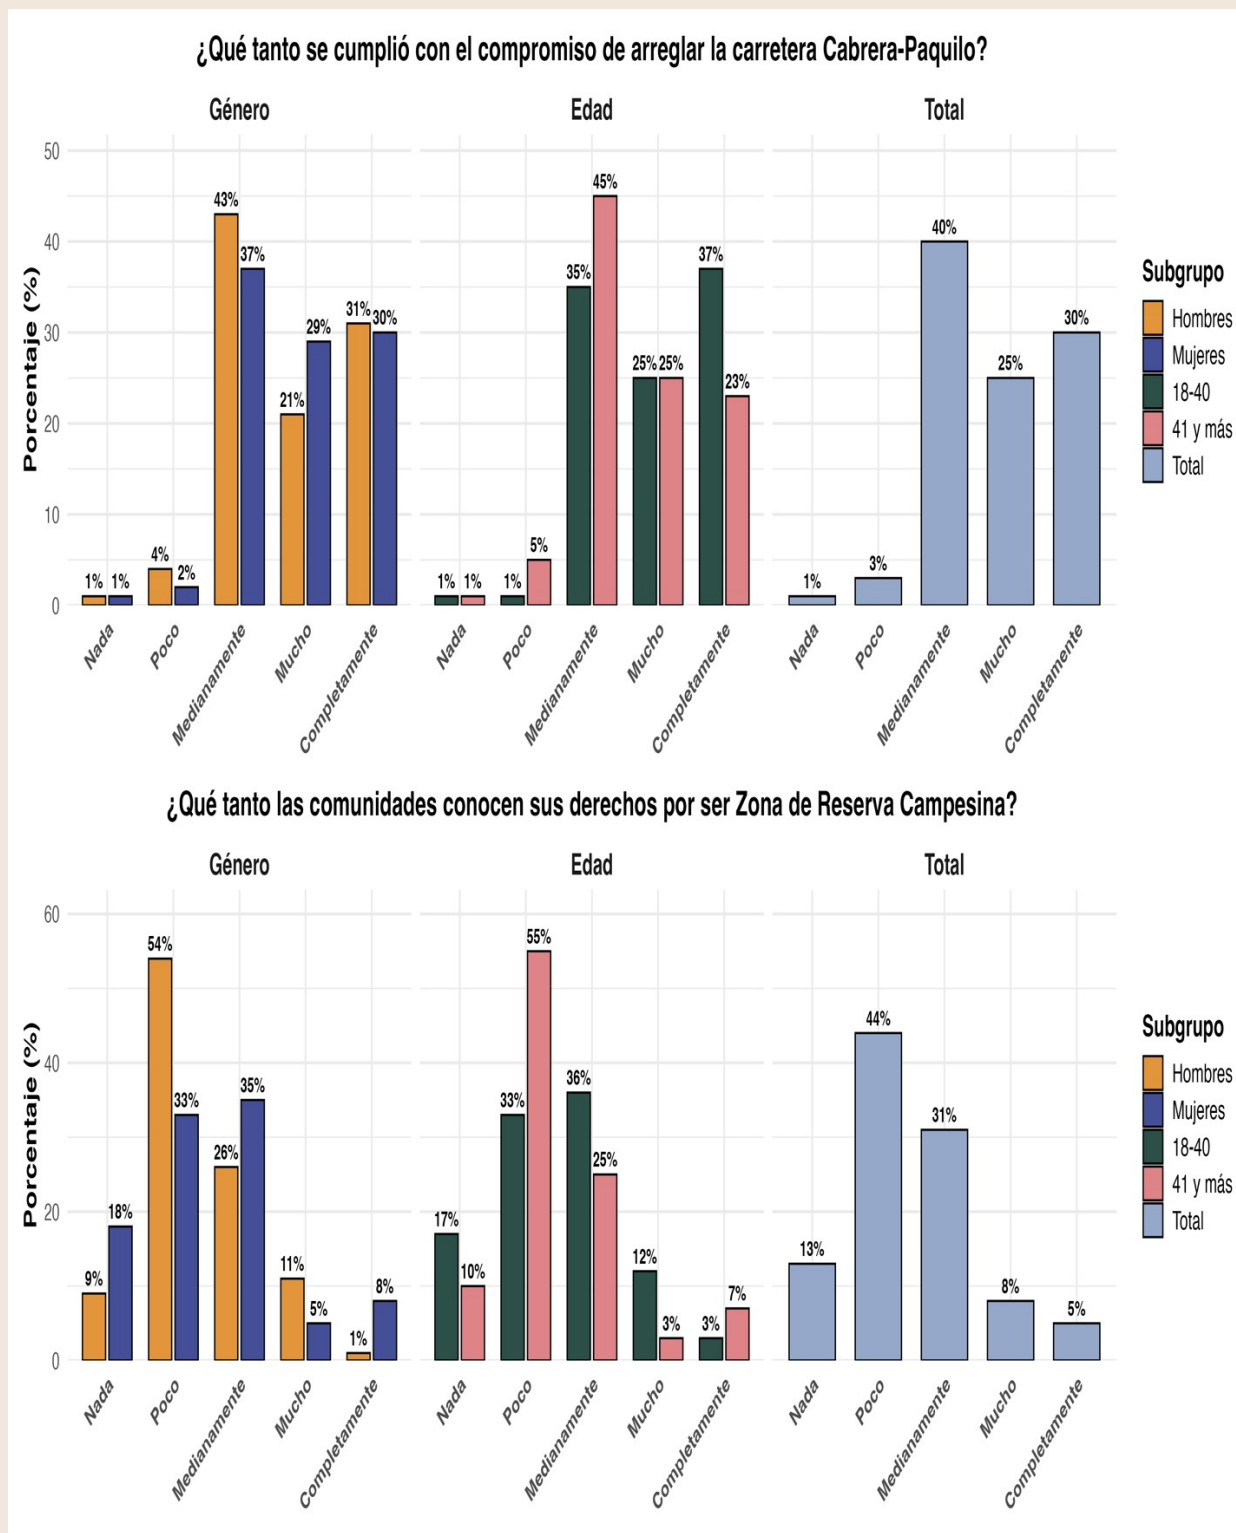 ¿Qué tanto se cumplió con el compromiso de arreglar la carretera Cabrera-Paquilo?
Género
Edad
Total
Porcentaje (%)
50
40
30
20
10
0
1% 1% 4% 2% 43% 37% 21% 29% 31% 30%
1% 1% 1% 5% 35% 45% 25% 25% 37% 23%
1% 3% 40% 25% 30%
Nada Poco Medianamente Mucho Completamente
Nada Poco Medianamente Mucho Completamente
Nada Poco Medianamente Mucho Completamente
Subgrupo
Hombres
Mujeres
18-40
41 y más
Total
¿Qué tanto las comunidades conocen sus derechos por ser Zona de Reserva Campesina?
Género
Edad
Total
Porcentaje (%)
60
40
20
0
9% 18% 54% 33% 26% 35% 11% 5% 1% 8%
17% 10% 33% 55% 36% 25% 12% 3% 3% 7%
13% 44% 31% 8% 5%
Nada Poco Medianamente Mucho Completamente
Nada Poco Medianamente Mucho Completamente
Nada Poco Medianamente Mucho Completamente
Subgrupo
Hombres
Mujeres
18-40
41 y más
Total